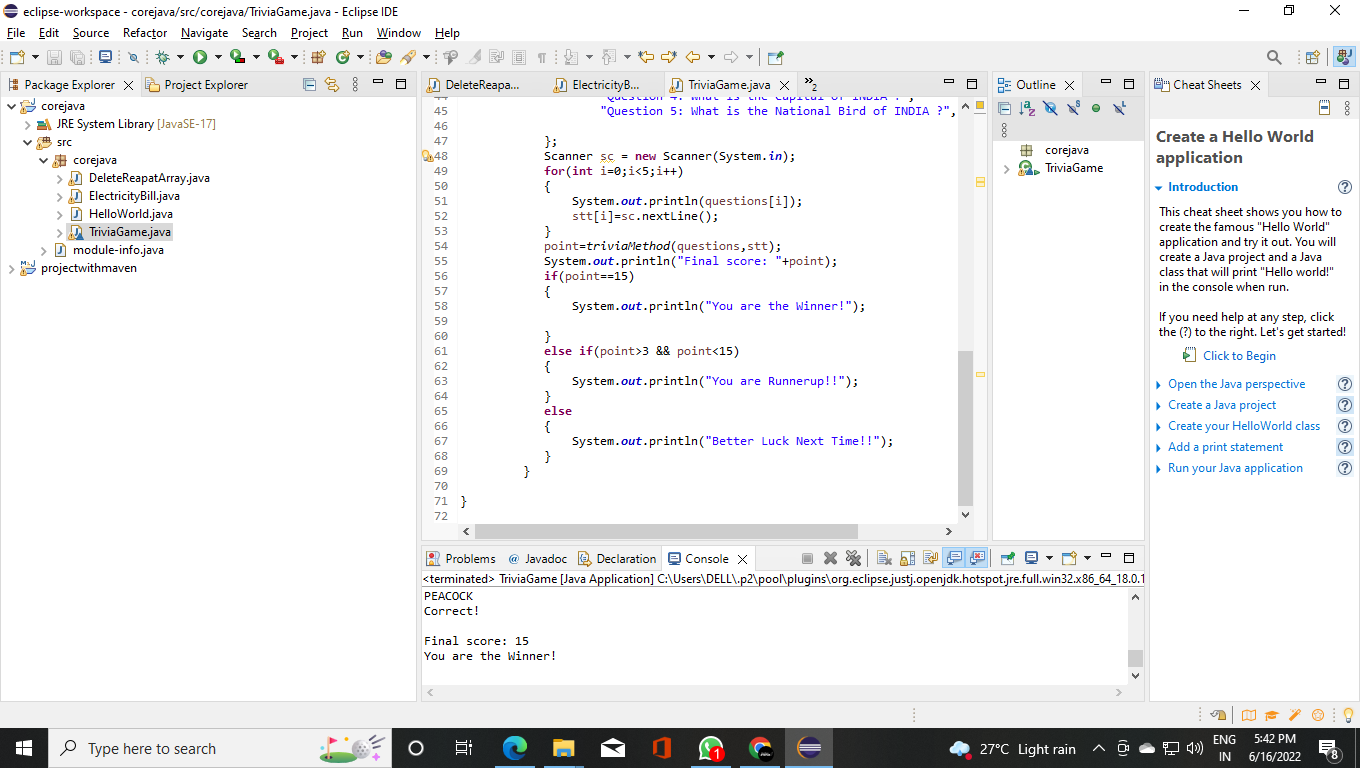 eclipse-workspace - corejava/src/corejava/TriviaGame.java - Eclipse IDE
File Edit Source Refactor Navigate Search Project Run Window Help
Package Explorer
Project Explorer
corejava
JRE System Library [JavaSE-17]
src
corejava
DeleteReapatArray.java
ElectricityBill.java
HelloWorld.java
TriviaGame.java
module-info.java
projectwithmaven
DeleteReapa...
ElectricityB...
TriviaGame.java
2
44 "Question 4: What is the Capital of INDIA ?",
45 "Question 5: What is the National Bird of INDIA ?",
46
47 };
48 Scanner sc = new Scanner(System.in);
49 for(int i=0;i<5;i++)
50 {
51 System.out.println(questions[i]);
52 stt[i]=sc.nextLine();
53 }
54 point=triviaMethod(questions,stt);
55 System.out.println("Final score: "+point);
56 if(point==15)
57 {
58 System.out.println("You are the Winner!");
59
60 }
61 else if(point>3 && point<15)
62 {
63 System.out.println("You are Runnerup!!");
64 }
65 else
66 {
67 System.out.println("Better Luck Next Time!!");
68 }
69 }
70
71 }
72
Outline
corejava
TriviaGame
Cheat Sheets
Create a Hello World
application
Introduction
This cheat sheet shows you how to
create the famous "Hello World"
application and try it out. You will
create a Java project and a Java
class that will print "Hello world!"
in the console when run.
If you need help at any step, click
the (?) to the right. Let's get started!
Click to Begin
Open the Java perspective
Create a Java project
Create your HelloWorld class
Add a print statement
Run your Java application
Problems
@ Javadoc
Declaration
Console
<terminated> TriviaGame [Java Application] C:\Users\DELL\.p2\pool\plugins\org.eclipse.justj.openjdk.hotspot.jre.full.win32.x86_64_18.0.1
PEACOCK
Correct!
Final score: 15
You are the Winner!
Type here to search
1
27°C Light rain
ENG
IN
5:42 PM
6/16/2022
8